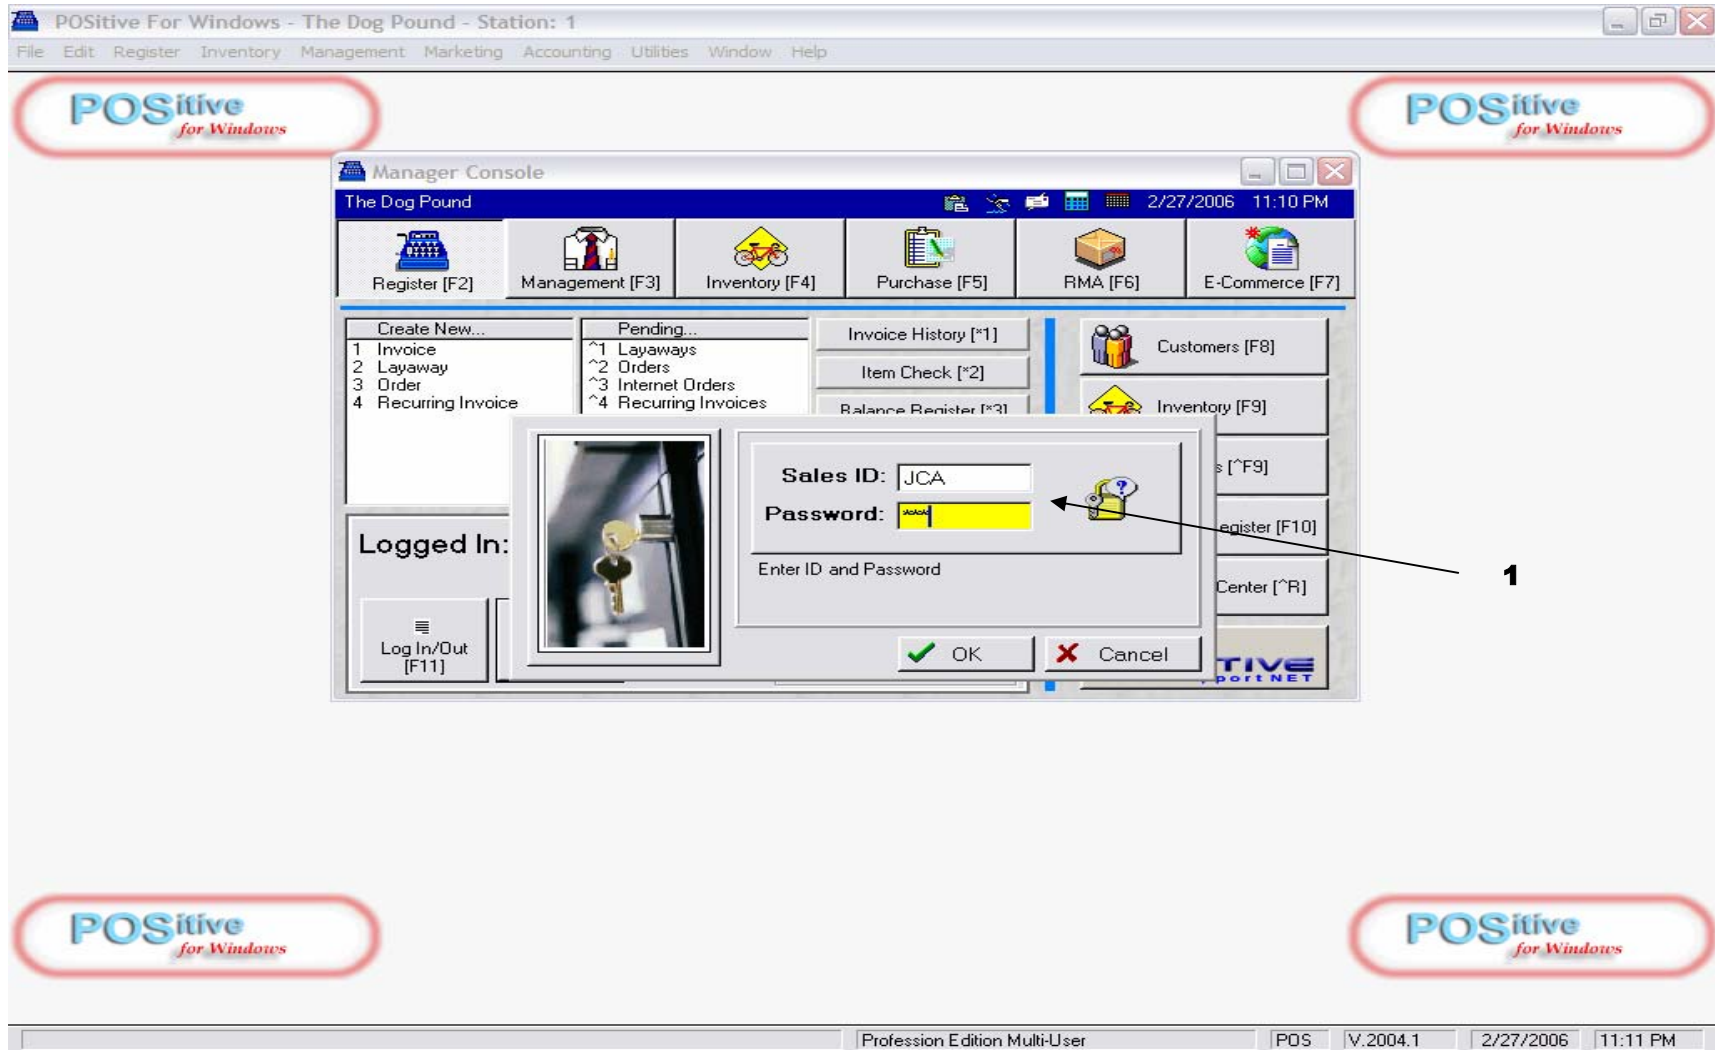 POSitive For Windows - The Dog Pound - Station: 1
File Edit Register Inventory Management Marketing Accounting Utilities Window Help
POSitive
for Windows
POSitive
for Windows
Manager Console
The Dog Pound 2/27/2006 11:10 PM
Register [F2] Management [F3] Inventory [F4] Purchase [F5] RMA [F6] E-Commerce [F7]
Create New...
1 Invoice
2 Layaway
3 Order
4 Recurring Invoice
Pending...
^1 Layaways
^2 Orders
^3 Internet Orders
^4 Recurring Invoices
Invoice History [*1]
Item Check [*2]
Balance Register [*3]
Customers [F8]
Inventory [F9]
s [^F9]
egister [F10]
Center [^R]
Logged In:
Log In/Out
[F11]
Sales ID: JCA
Password: ****
Enter ID and Password
OK Cancel
TIVE
portNET
1
POSitive
for Windows
POSitive
for Windows
Profession Edition Multi-User POS V.2004.1 2/27/2006 11:11 PM